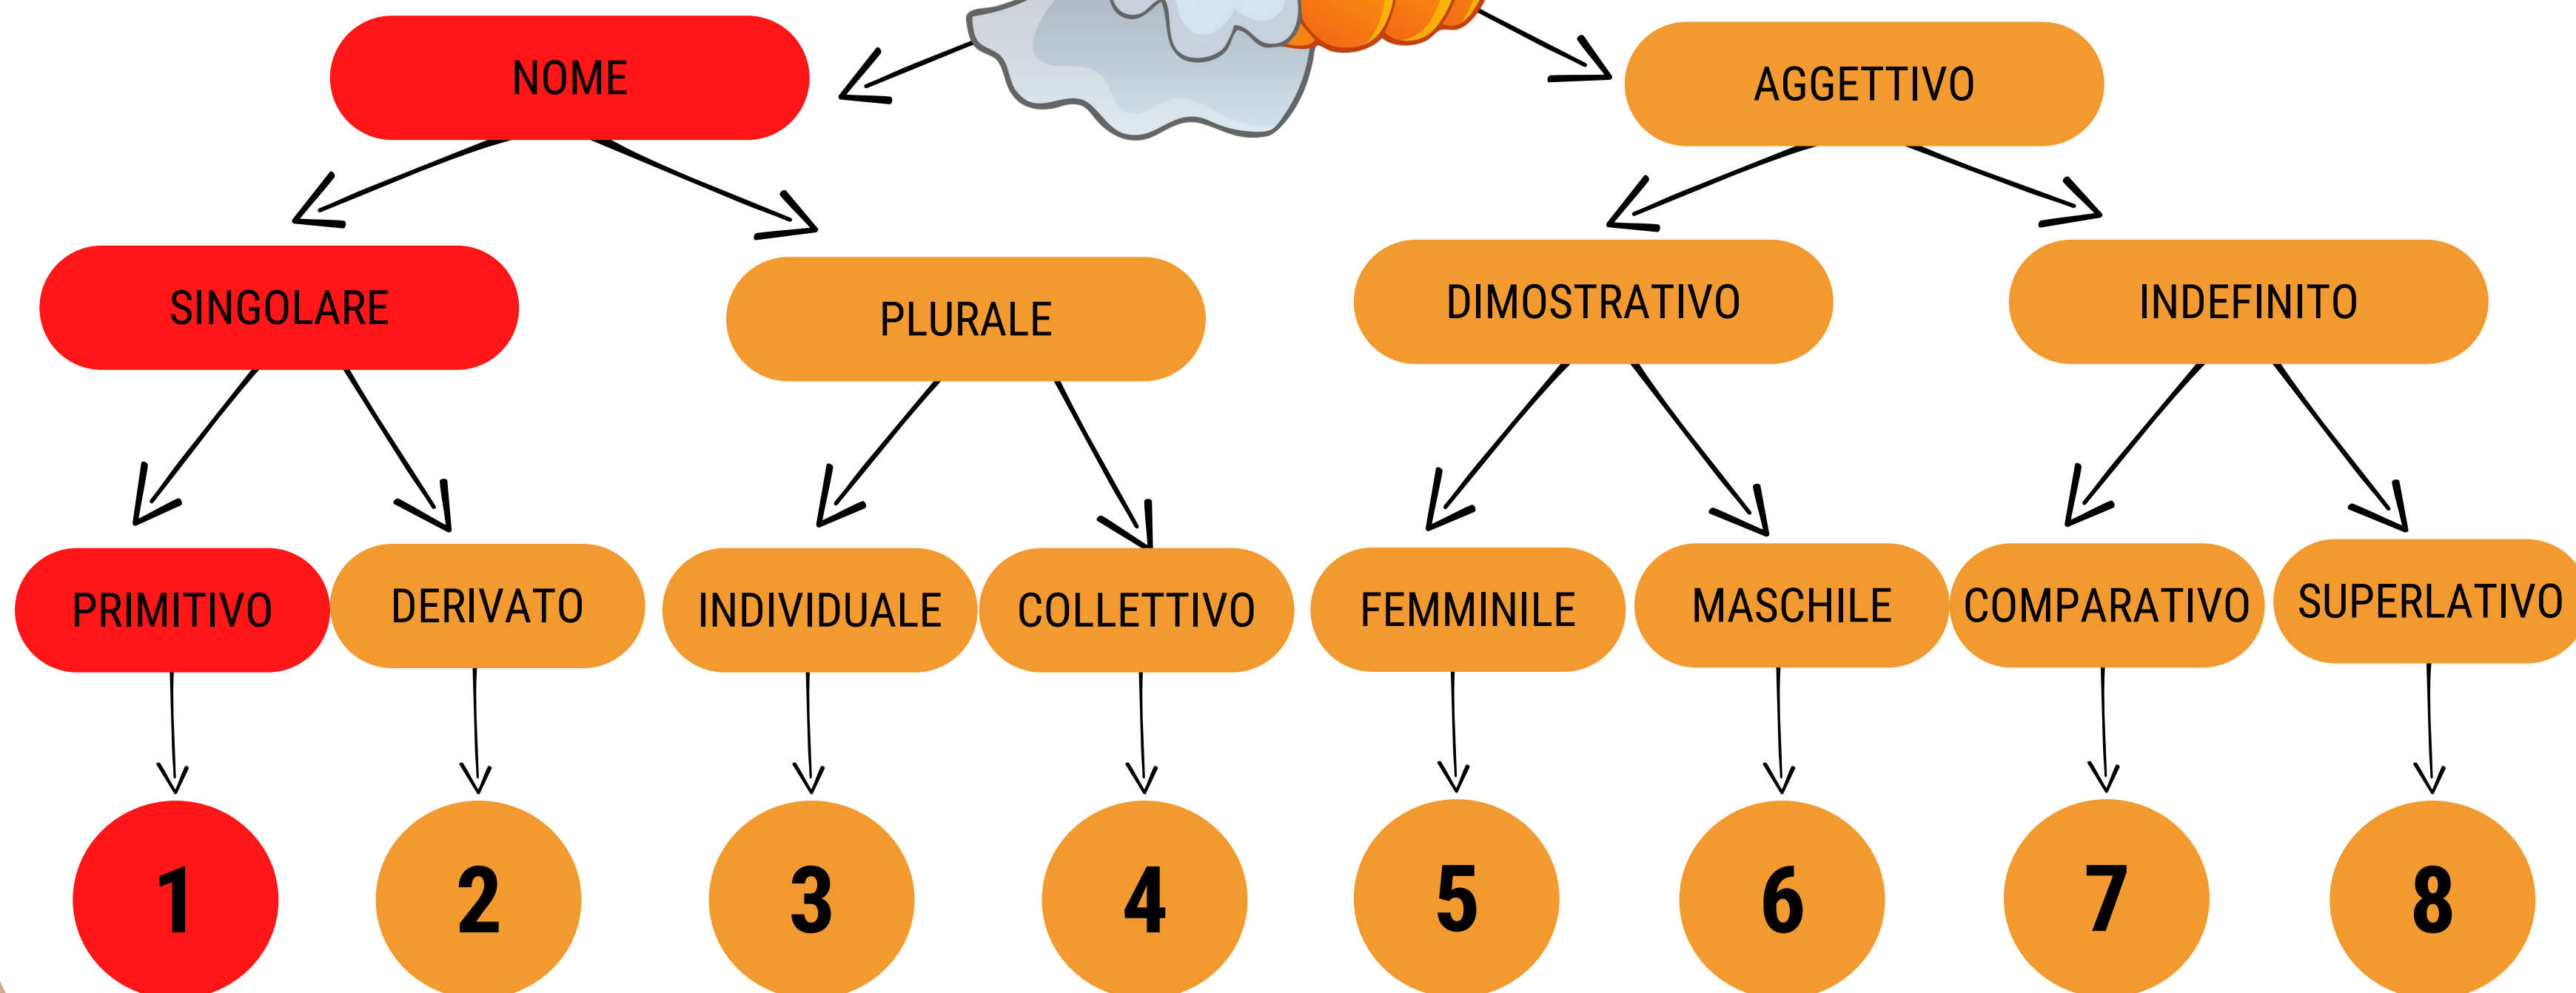 NOME
AGGETTIVO
SINGOLARE
PLURALE
DIMOSTRATIVO
INDEFINITO
PRIMITIVO
DERIVATO
INDIVIDUALE
COLLETTIVO
FEMMINILE
MASCHILE
COMPARATIVO
SUPERLATIVO
1
2
3
4
5
6
7
8